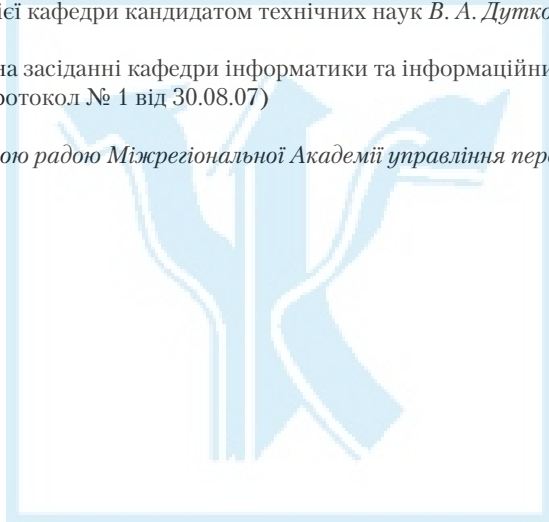 ієї кафедри кандидатом технічних наук В. А. Дутко
на засіданні кафедри інформатики та інформаційни
ротокол № 1 від 30.08.07)
ою радою Міжрегіональної Академії управління пер